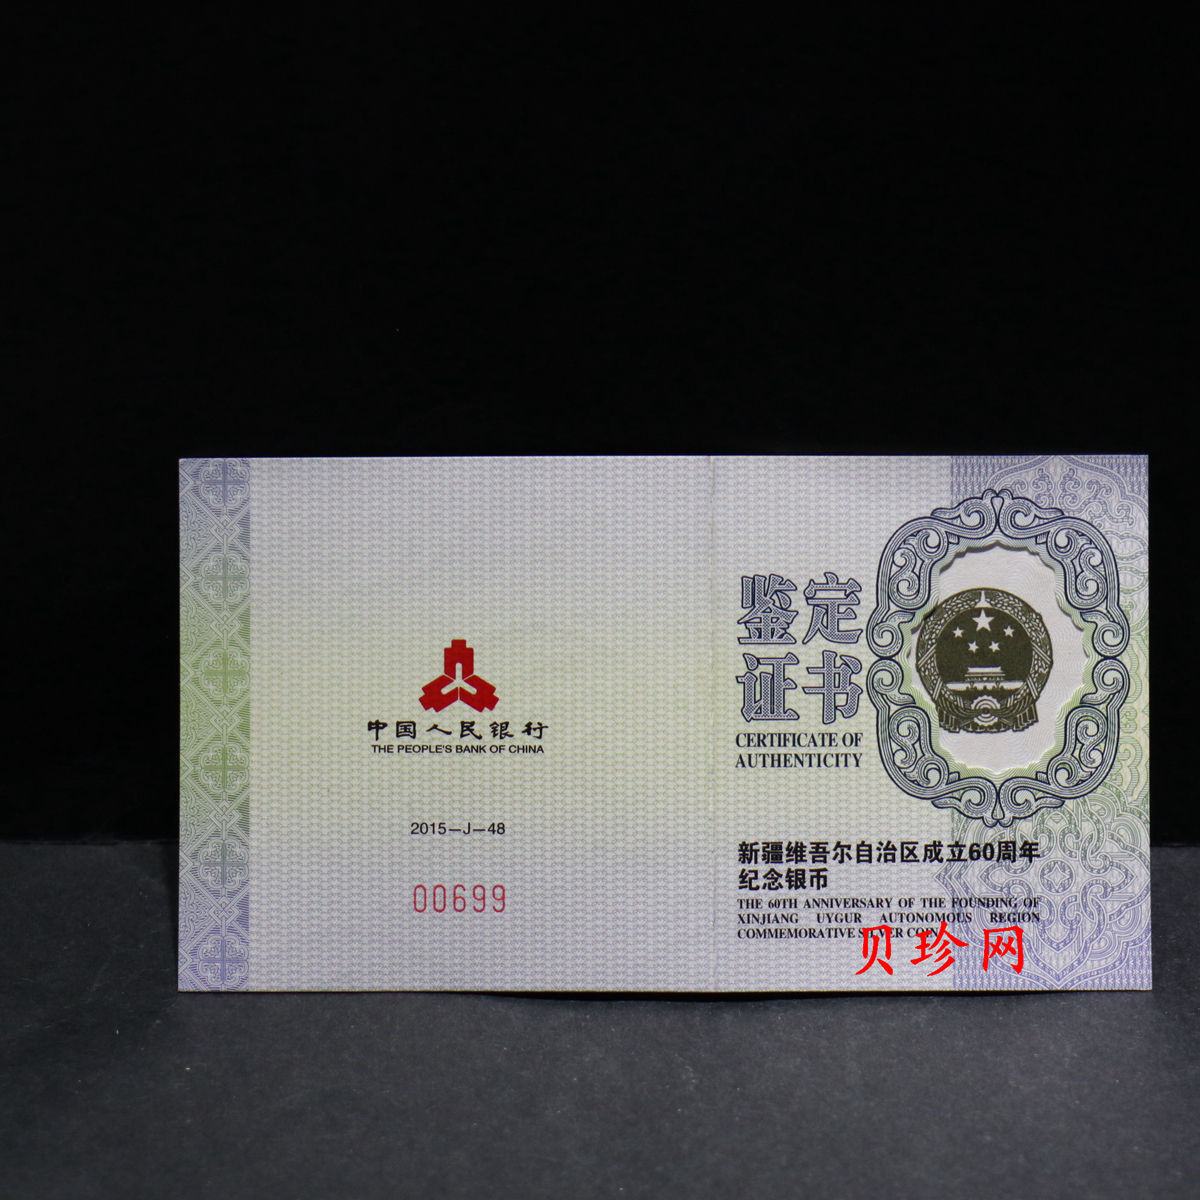 中国人民银行
THE PEOPLE'S BANK OF CHINA
2015—J—48
00699
鉴定
证书
CERTIFICATE OF
AUTHENTICITY
新疆维吾尔自治区成立60周年
纪念银币
THE 60TH ANNIVERSARY OF THE FOUNDING OF
XINJIANG UYGUR AUTONOMOUS REGION
COMMEMORATIVE SILVER COIN
贝珍网